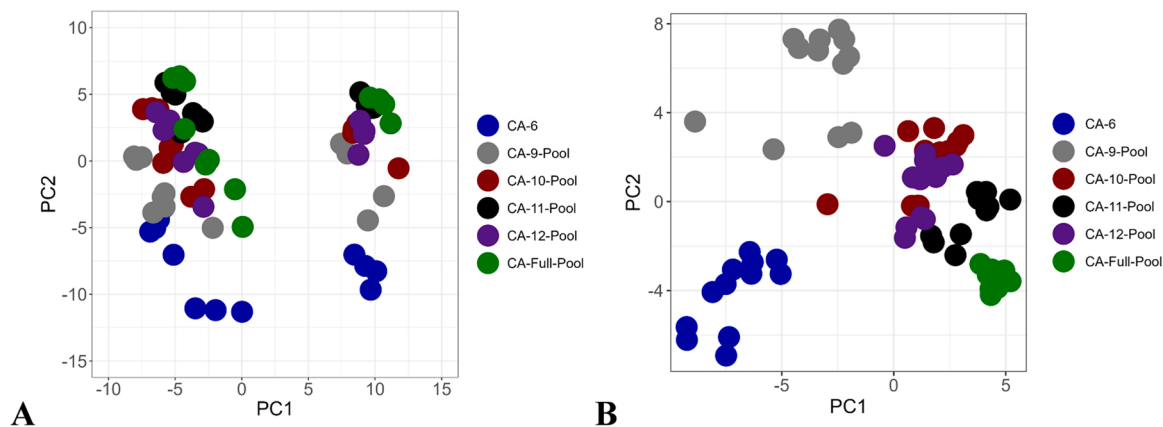 10
5
0
-5
-10
-15
PC2
-10
-5
0
5
10
15
PC1
CA-6
CA-9-Pool
CA-10-Pool
CA-11-Pool
CA-12-Pool
CA-Full-Pool
A
8
4
0
-4
PC2
-5
0
5
PC1
CA-6
CA-9-Pool
CA-10-Pool
CA-11-Pool
CA-12-Pool
CA-Full-Pool
B